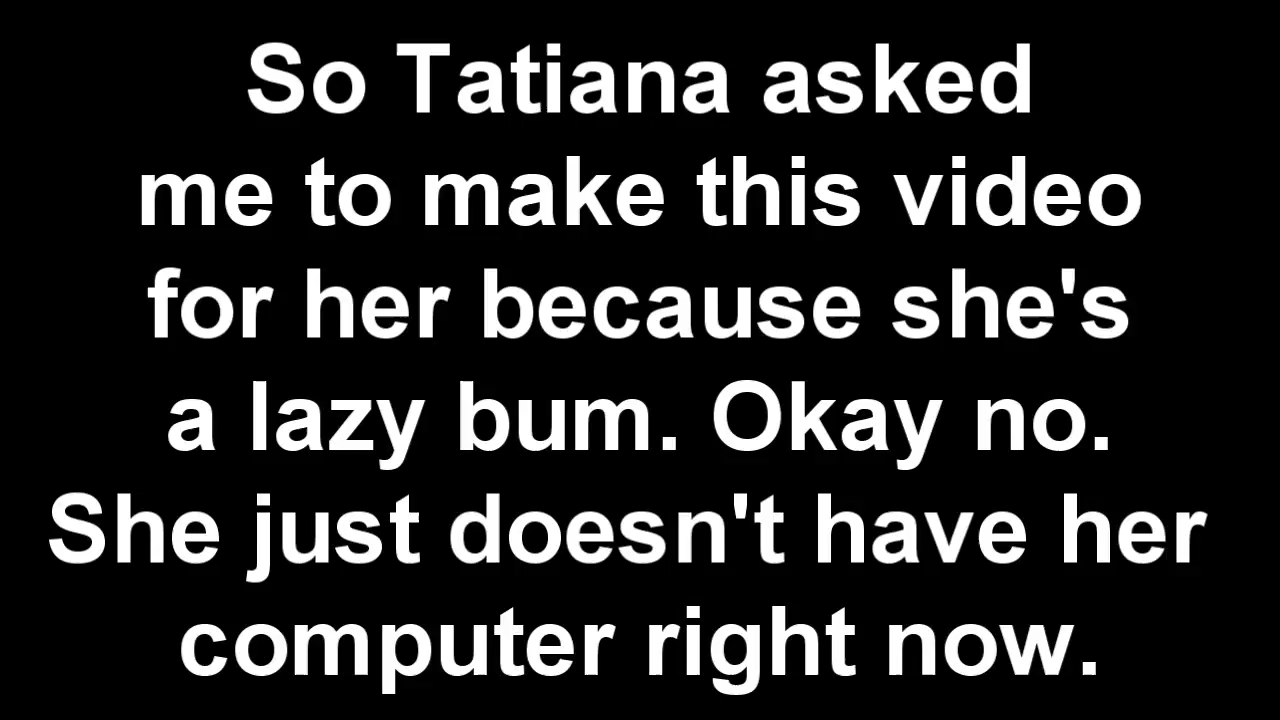 So Tatiana asked
me to make this video
for her because she's
a lazy bum. Okay no.
She just doesn't have her
computer right now.